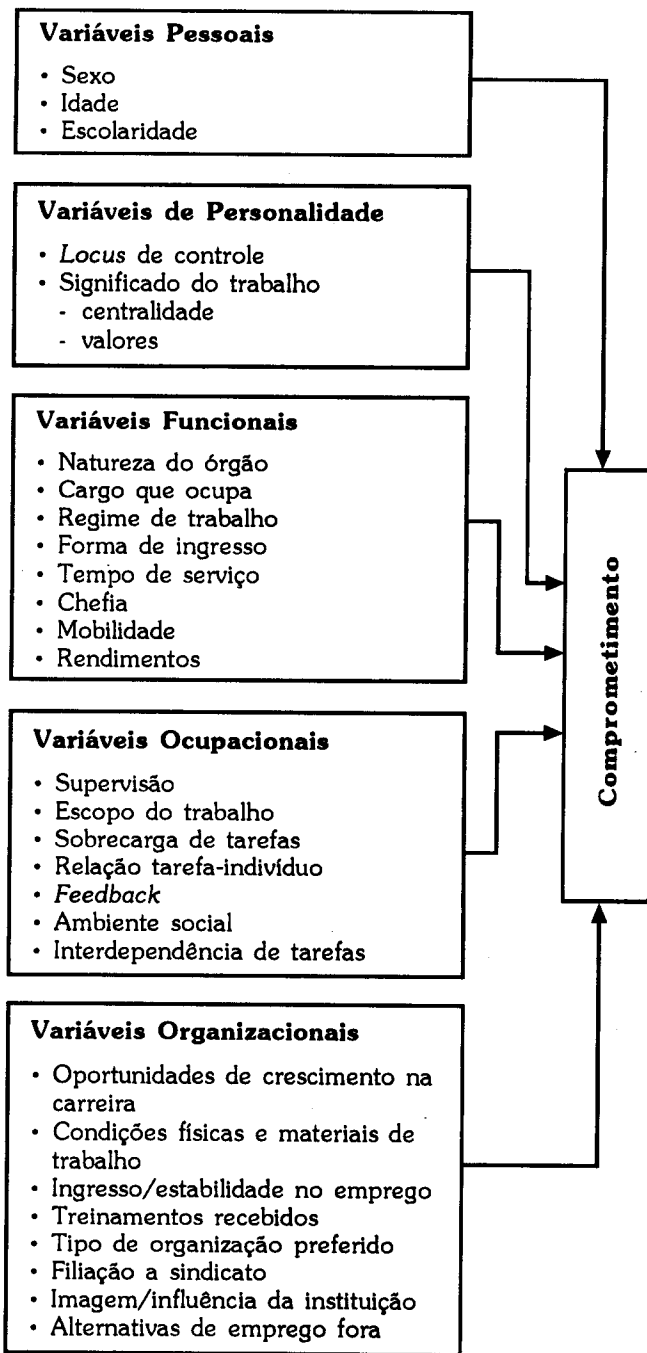 Variáveis Pessoais
• Sexo
• Idade
• Escolaridade
Variáveis de Personalidade
• Locus de controle
• Significado do trabalho
- centralidade
- valores
Variáveis Funcionais
• Natureza do órgão
• Cargo que ocupa
• Regime de trabalho
• Forma de ingresso
• Tempo de serviço
• Chefia
• Mobilidade
• Rendimentos
Variáveis Ocupacionais
• Supervisão
• Escopo do trabalho
• Sobrecarga de tarefas
• Relação tarefa-indivíduo
• Feedback
• Ambiente social
• Interdependência de tarefas
Variáveis Organizacionais
• Oportunidades de crescimento na
carreira
• Condições físicas e materiais de
trabalho
• Ingresso/estabilidade no emprego
• Treinamentos recebidos
• Tipo de organização preferido
• Filiação a sindicato
• Imagem/influência da instituição
• Alternativas de emprego fora
Comprometimento